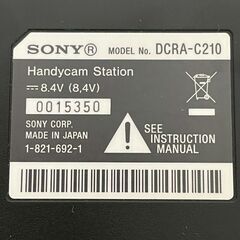 SONY® MODEL No. DCRA-C210
Handycam Station
⎓ 8.4V (8,4V)
0015350
SONY CORP.
MADE IN JAPAN
1-821-692-1
SEE
INSTRUCTION
MANUAL